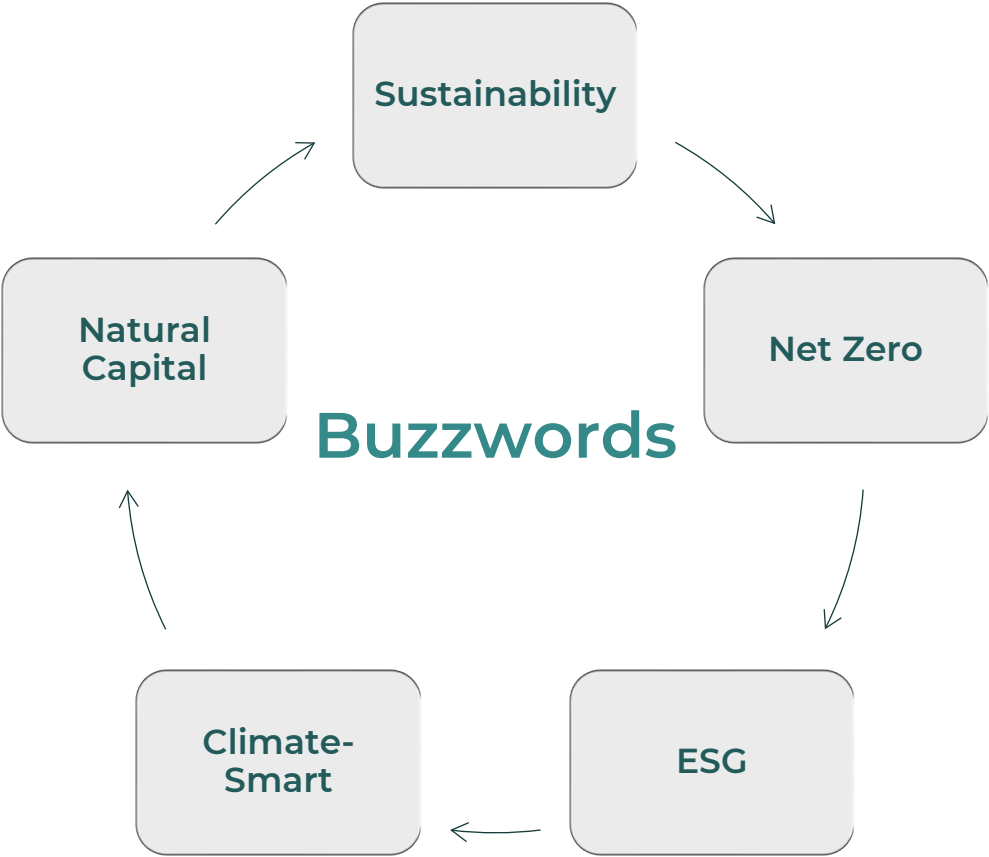 Sustainability
Natural
Capital
Net Zero
Buzzwords
Climate-
Smart
ESG